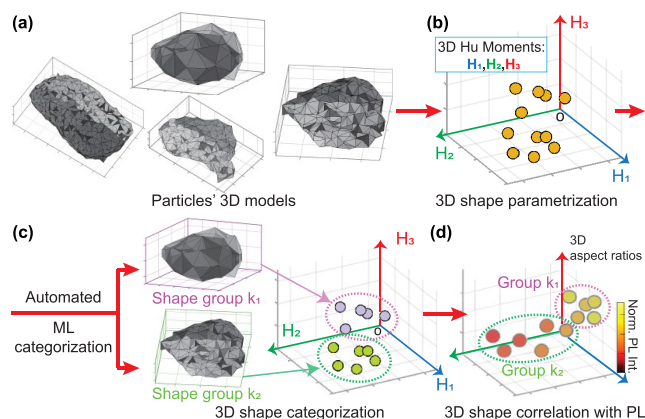 (a)
Particles' 3D models
(b)
3D Hu Moments:
H₁,H₂,H₃
H₃
O
H₂
H₁
3D shape parametrization
(c)
Automated
ML
categorization
Shape group k₁
Shape group k₂
H₃
H₂
O
H₁
3D shape categorization
(d)
3D
aspect ratios
Group k₁
Group k₂
Norm. PL Int.
3D shape correlation with PL